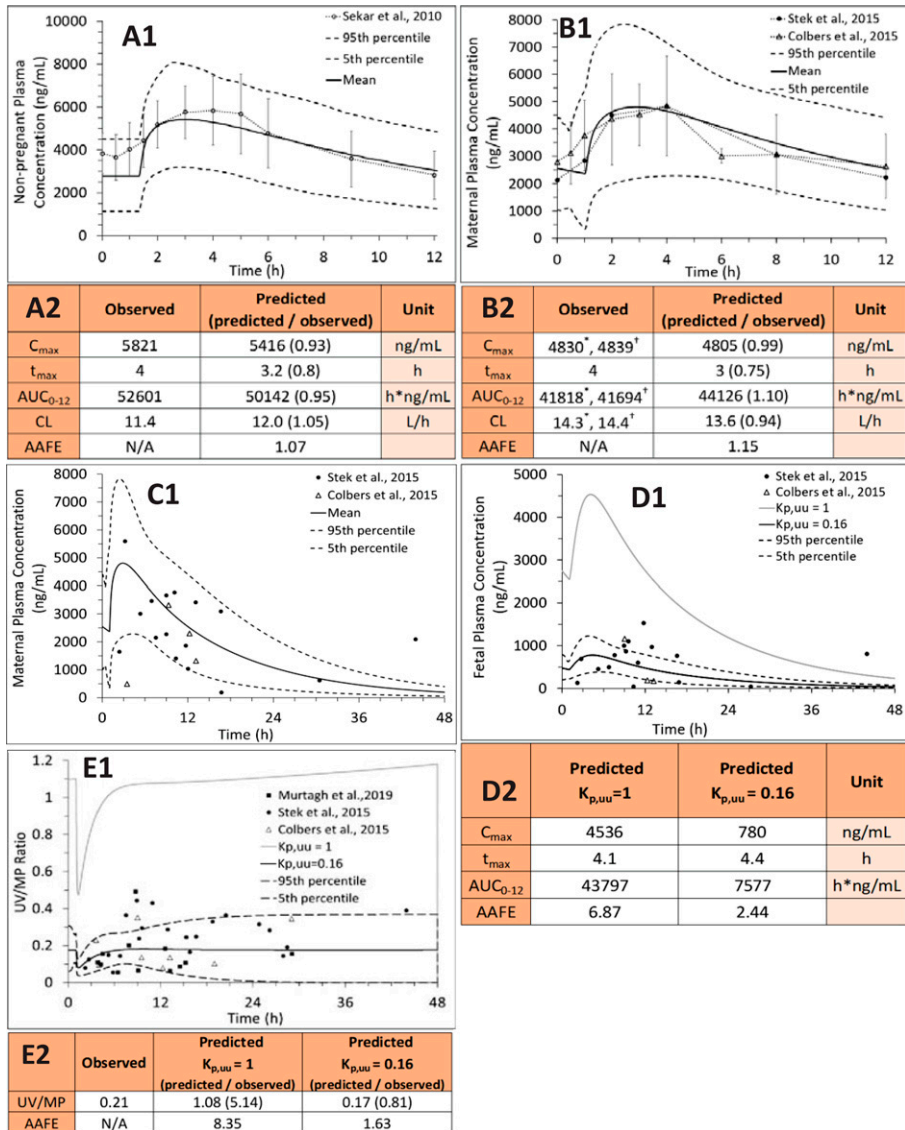 A1
Sekar et al., 2010
95th percentile
5th percentile
Mean
Non-pregnant Plasma
Concentration
(ng/mL)
10000
8000
6000
4000
2000
0
0 2 4 6 8 10 12
Time (h)
B1
Stek et al., 2015
Colbers et al., 2015
95th percentile
Mean
5th percentile
Maternal Plasma Concentration
(ng/mL)
8000
7000
6000
5000
4000
3000
2000
1000
0
0 2 4 6 8 10 12
Time (h)
A2 Observed Predicted (predicted / observed) Unit
Cmax 5821 5416 (0.93) ng/mL
tmax 4 3.2 (0.8) h
AUC0-12 52601 50142 (0.95) h*ng/mL
CL 11.4 12.0 (1.05) L/h
AAFE N/A 1.07
B2 Observed Predicted (predicted / observed) Unit
Cmax 4830*, 4839† 4805 (0.99) ng/mL
tmax 4 3 (0.75) h
AUC0-12 41818*, 41694† 44126 (1.10) h*ng/mL
CL 14.3*, 14.4† 13.6 (0.94) L/h
AAFE N/A 1.15
C1
Stek et al., 2015
Colbers et al., 2015
Mean
95th percentile
5th percentile
Maternal Plasma Concentration
(ng/mL)
8000
7000
6000
5000
4000
3000
2000
1000
0
0 12 24 36 48
Time (h)
D1
Stek et al., 2015
Colbers et al., 2015
Kp,uu = 1
Kp,uu = 0.16
95th percentile
5th percentile
Fetal Plasma Concentration
(ng/mL)
5000
4000
3000
2000
1000
0
0 12 24 36 48
Time (h)
E1
Murtagh et al.,2019
Stek et al., 2015
Colbers et al., 2015
Kp,uu = 1
Kp,uu=0.16
95th percentile
5th percentile
UV/MP Ratio
1.2
1
0.8
0.6
0.4
0.2
0
0 12 24 36 48
Time (h)
D2 Predicted Kp,uu=1 Predicted Kp,uu = 0.16 Unit
Cmax 4536 780 ng/mL
tmax 4.1 4.4 h
AUC0-12 43797 7577 h*ng/mL
AAFE 6.87 2.44
E2 Observed Predicted Kp,uu = 1 (predicted / observed) Predicted Kp,uu = 0.16 (predicted / observed)
UV/MP 0.21 1.08 (5.14) 0.17 (0.81)
AAFE N/A 8.35 1.63